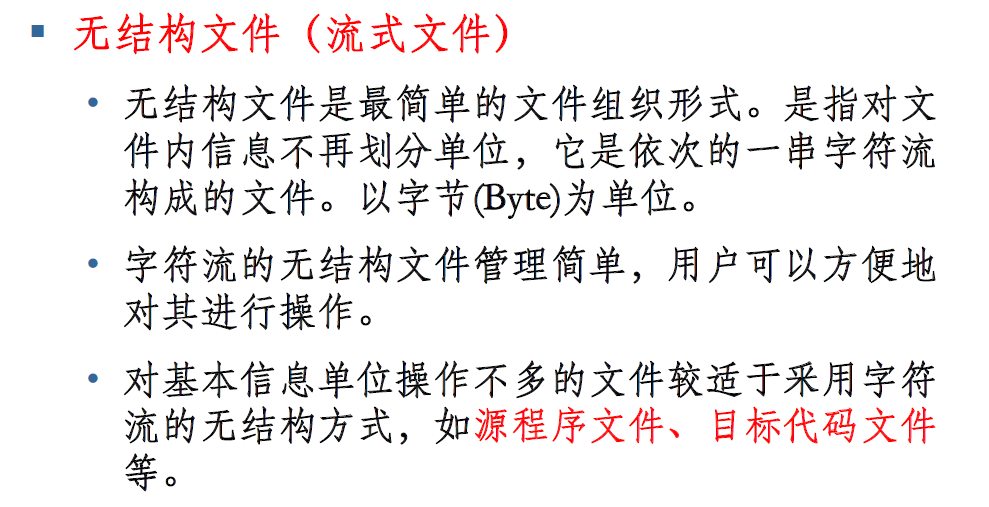 ▪ 无结构文件（流式文件）
• 无结构文件是最简单的文件组织形式。是指对文
件内信息不再划分单位，它是依次的一串字符流
构成的文件。以字节(Byte)为单位。
• 字符流的无结构文件管理简单，用户可以方便地
对其进行操作。
• 对基本信息单位操作不多的文件较适于采用字符
流的无结构方式，如源程序文件、目标代码文件
等。